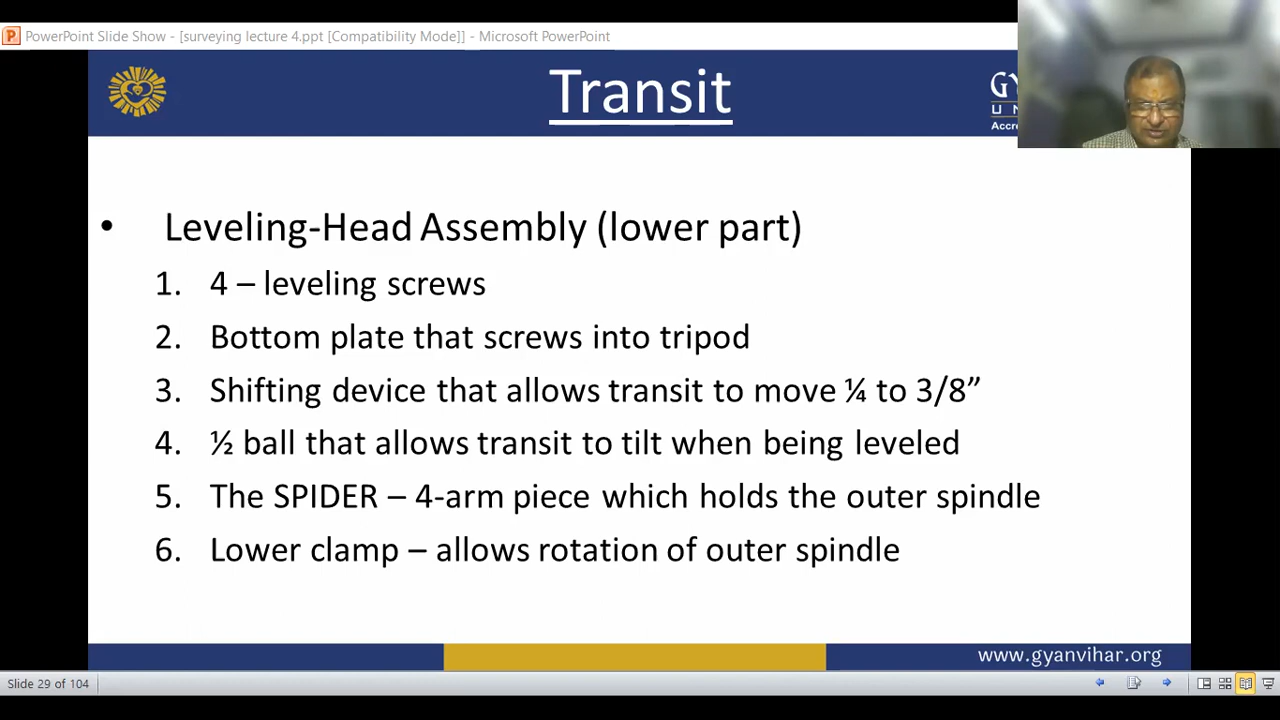 PowerPoint Slide Show - [surveying lecture 4.ppt [Compatibility Mode]] - Microsoft PowerPoint
Transit
Accre
• Leveling-Head Assembly (lower part)
1. 4 – leveling screws
2. Bottom plate that screws into tripod
3. Shifting device that allows transit to move ¼ to 3/8”
4. ½ ball that allows transit to tilt when being leveled
5. The SPIDER – 4-arm piece which holds the outer spindle
6. Lower clamp – allows rotation of outer spindle
www.gyanvihar.org
Slide 29 of 104